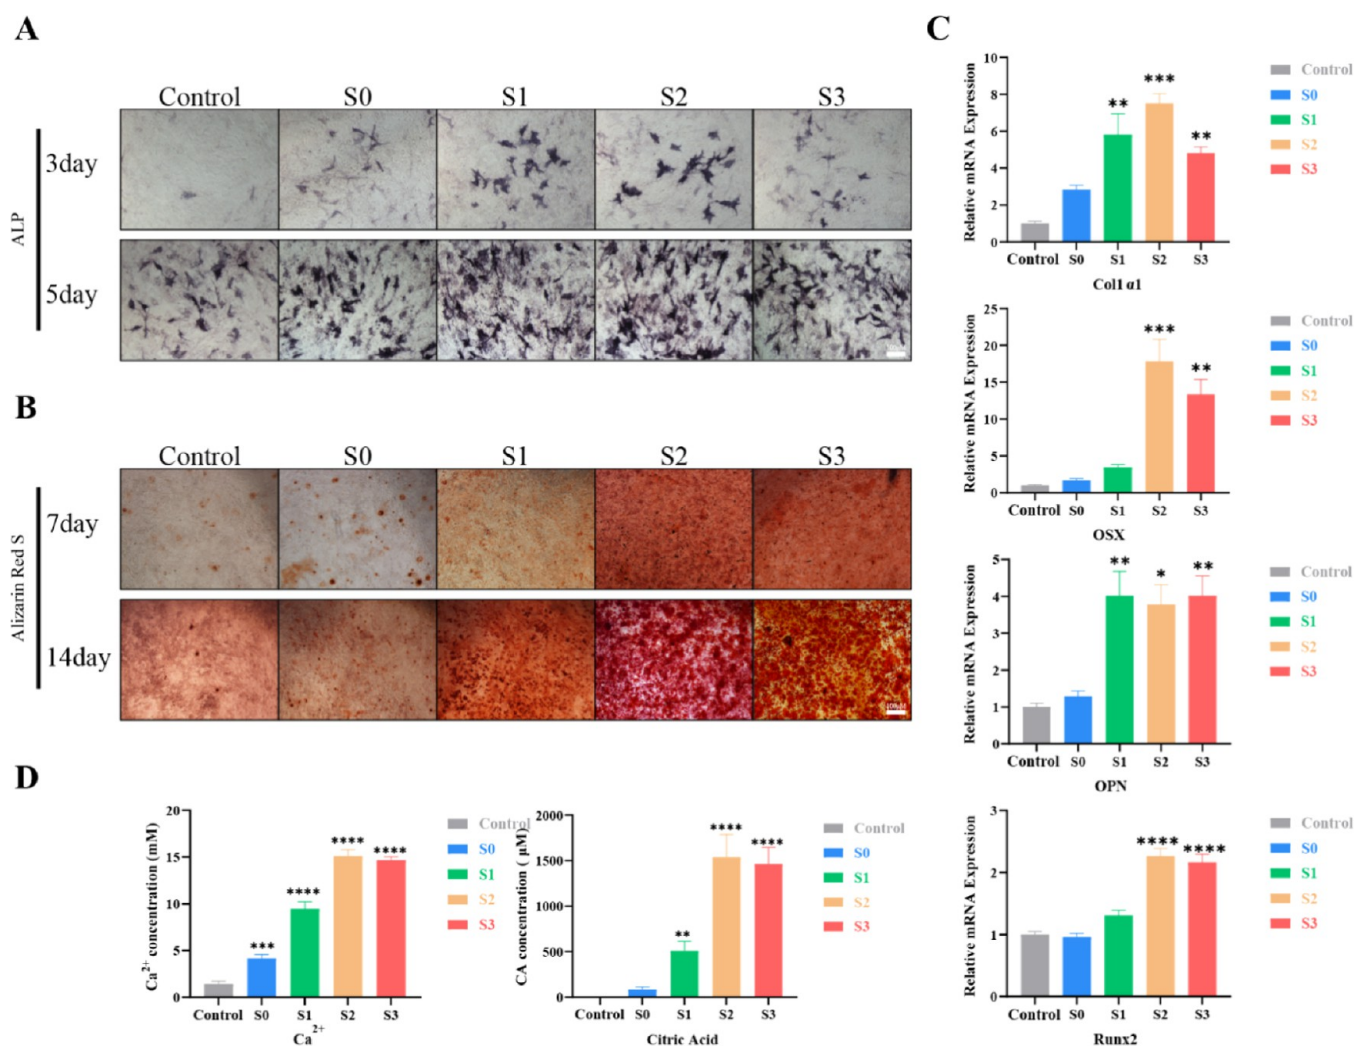 A
Control S0 S1 S2 S3
ALP
3day
5day
B
Control S0 S1 S2 S3
Alizarin Red S
7day
14day
100μM
C
Relative mRNA Expression
10
8
6
4
2
0
** *** **
Control S0 S1 S2 S3
Col1 α1
Control
S0
S1
S2
S3
Relative mRNA Expression
25
20
15
10
5
0
*** **
Control S0 S1 S2 S3
OSX
Control
S0
S1
S2
S3
Relative mRNA Expression
5
4
3
2
1
0
** * **
Control S0 S1 S2 S3
OPN
Control
S0
S1
S2
S3
Relative mRNA Expression
3
2
1
0
**** ****
Control S0 S1 S2 S3
Runx2
Control
S0
S1
S2
S3
D
Ca²⁺ concentration (mM)
20
15
10
5
0
*** **** **** ****
Control S0 S1 S2 S3
Ca²⁺
Control
S0
S1
S2
S3
CA concentration ( μM)
2000
1500
1000
500
0
** **** ****
Control S0 S1 S2 S3
Citric Acid
Control
S0
S1
S2
S3